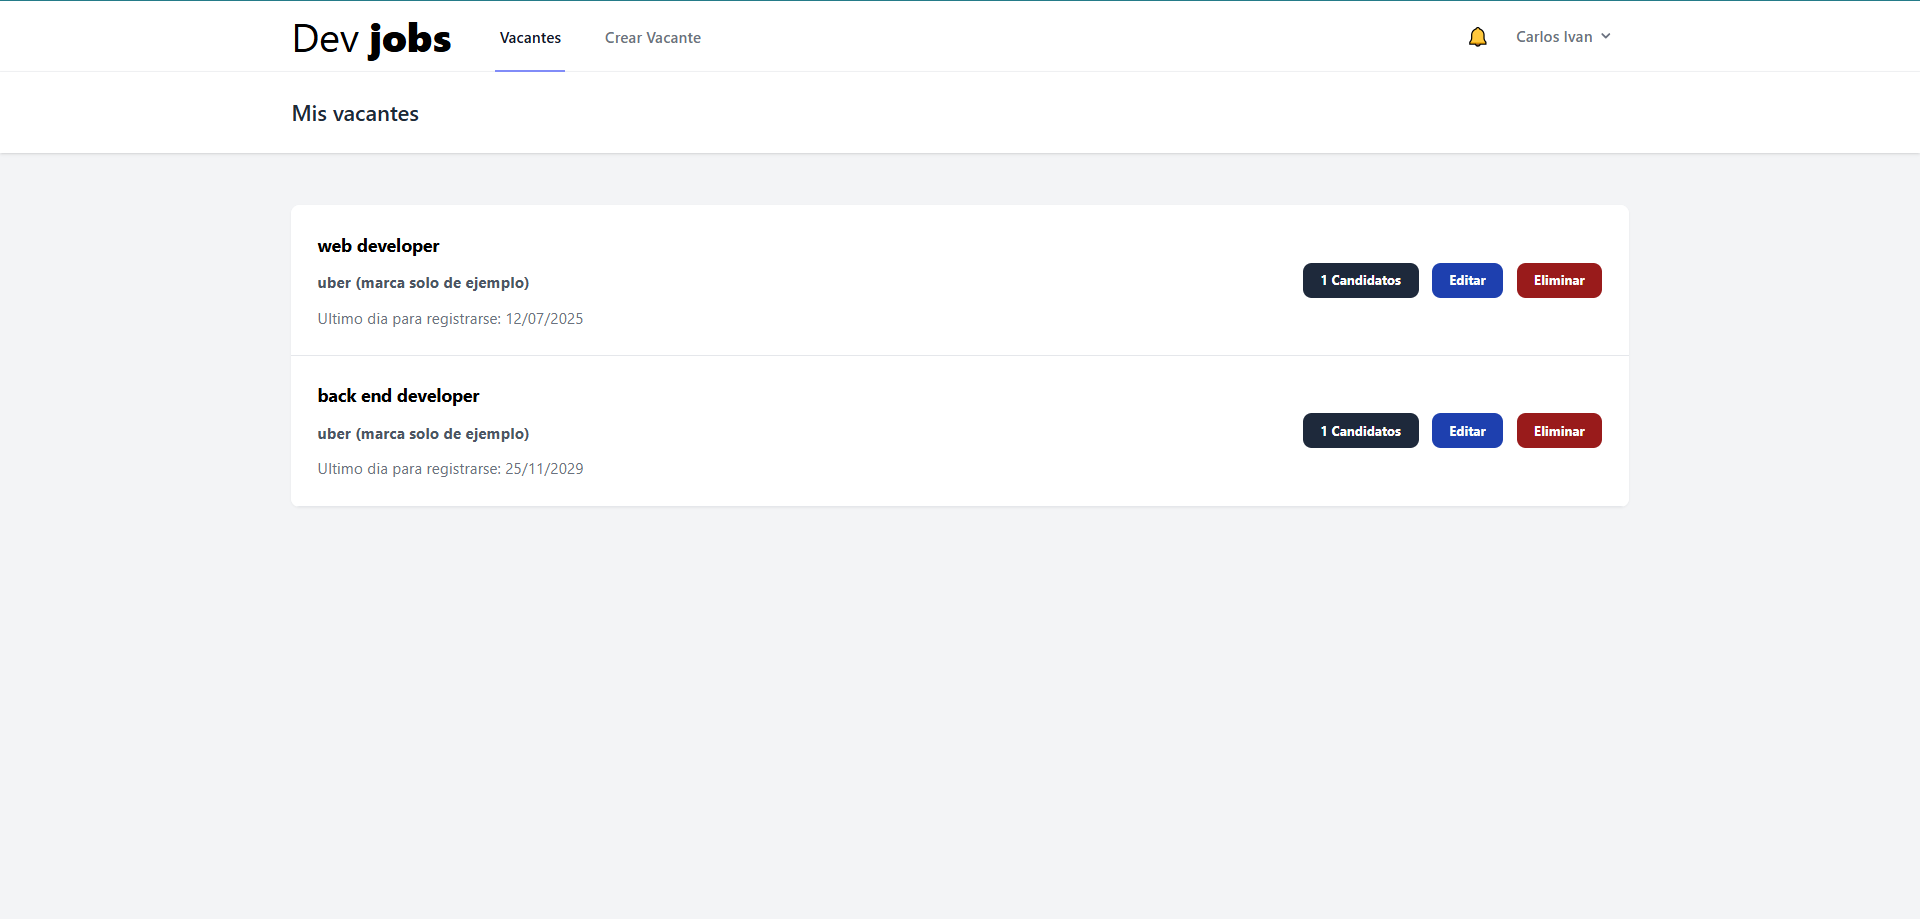 Dev jobs
Vacantes
Crear Vacante
Carlos Ivan
Mis vacantes
web developer
uber (marca solo de ejemplo)
Ultimo dia para registrarse: 12/07/2025
1 Candidatos
Editar
Eliminar
back end developer
uber (marca solo de ejemplo)
Ultimo dia para registrarse: 25/11/2029
1 Candidatos
Editar
Eliminar